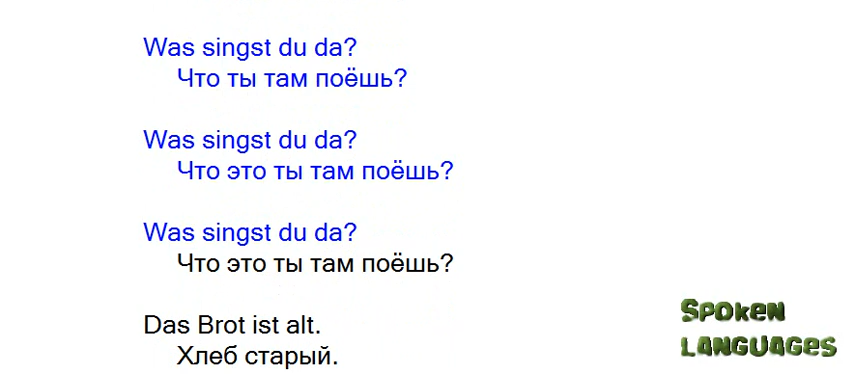 Was singst du da?
Что ты там поёшь?
Was singst du da?
Что это ты там поёшь?
Was singst du da?
Что это ты там поёшь?
Das Brot ist alt.
Хлеб старый.
Spoken
Languages